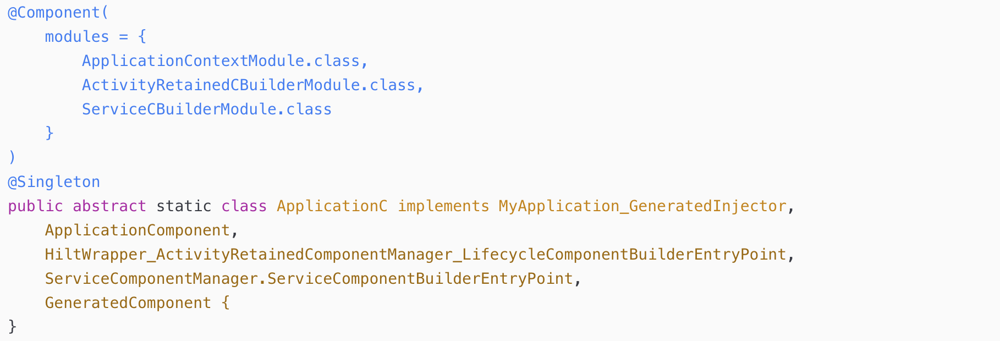 @Component(
    modules = {
        ApplicationContextModule.class,
        ActivityRetainedCBuilderModule.class,
        ServiceCBuilderModule.class
    }
)
@Singleton
public abstract static class ApplicationC implements MyApplication_GeneratedInjector,
    ApplicationComponent,
    HiltWrapper_ActivityRetainedComponentManager_LifecycleComponentBuilderEntryPoint,
    ServiceComponentManager.ServiceComponentBuilderEntryPoint,
    GeneratedComponent {
}